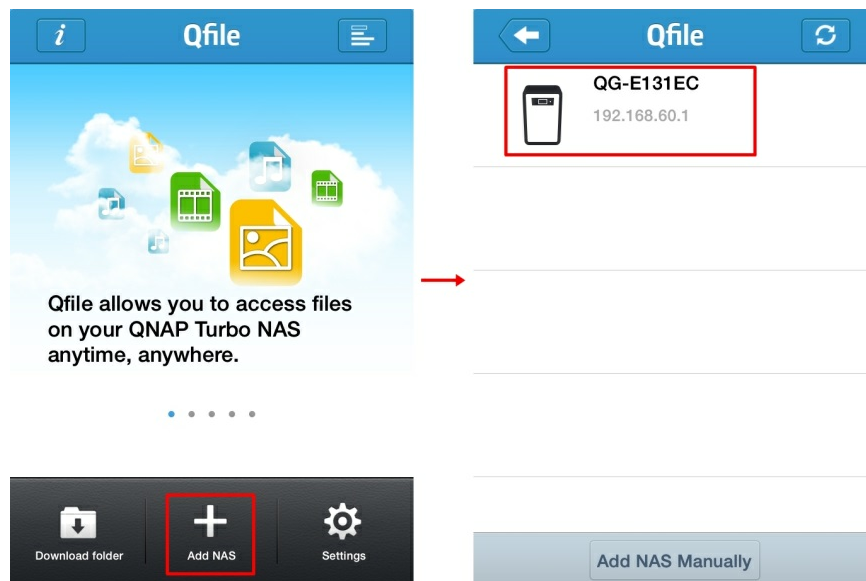 i
Qfile
Qfile allows you to access files
on your QNAP Turbo NAS
anytime, anywhere.
Download folder
Add NAS
Settings
Qfile
QG-E131EC
192.168.60.1
Add NAS Manually